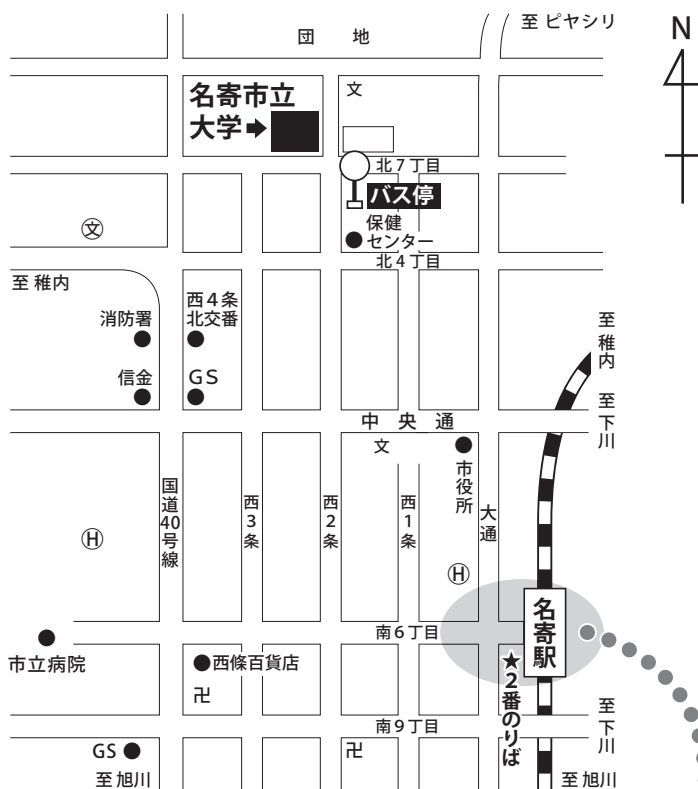 団 地
至 ピヤシリ
N
名寄市立
大学➡
文
北7丁目
バス停
保健
センター
北4丁目
文
至 稚内
消防署
西4条
北交番
信金
GS
至稚内
至下川
中央通
文
市役所
国道40号線
西3条
西2条
西1条
大通
H
H
南6丁目
名寄駅
市立病院
西條百貨店
卍
★2番のりば
南9丁目
卍
至下川
GS
至 旭川
至 旭川